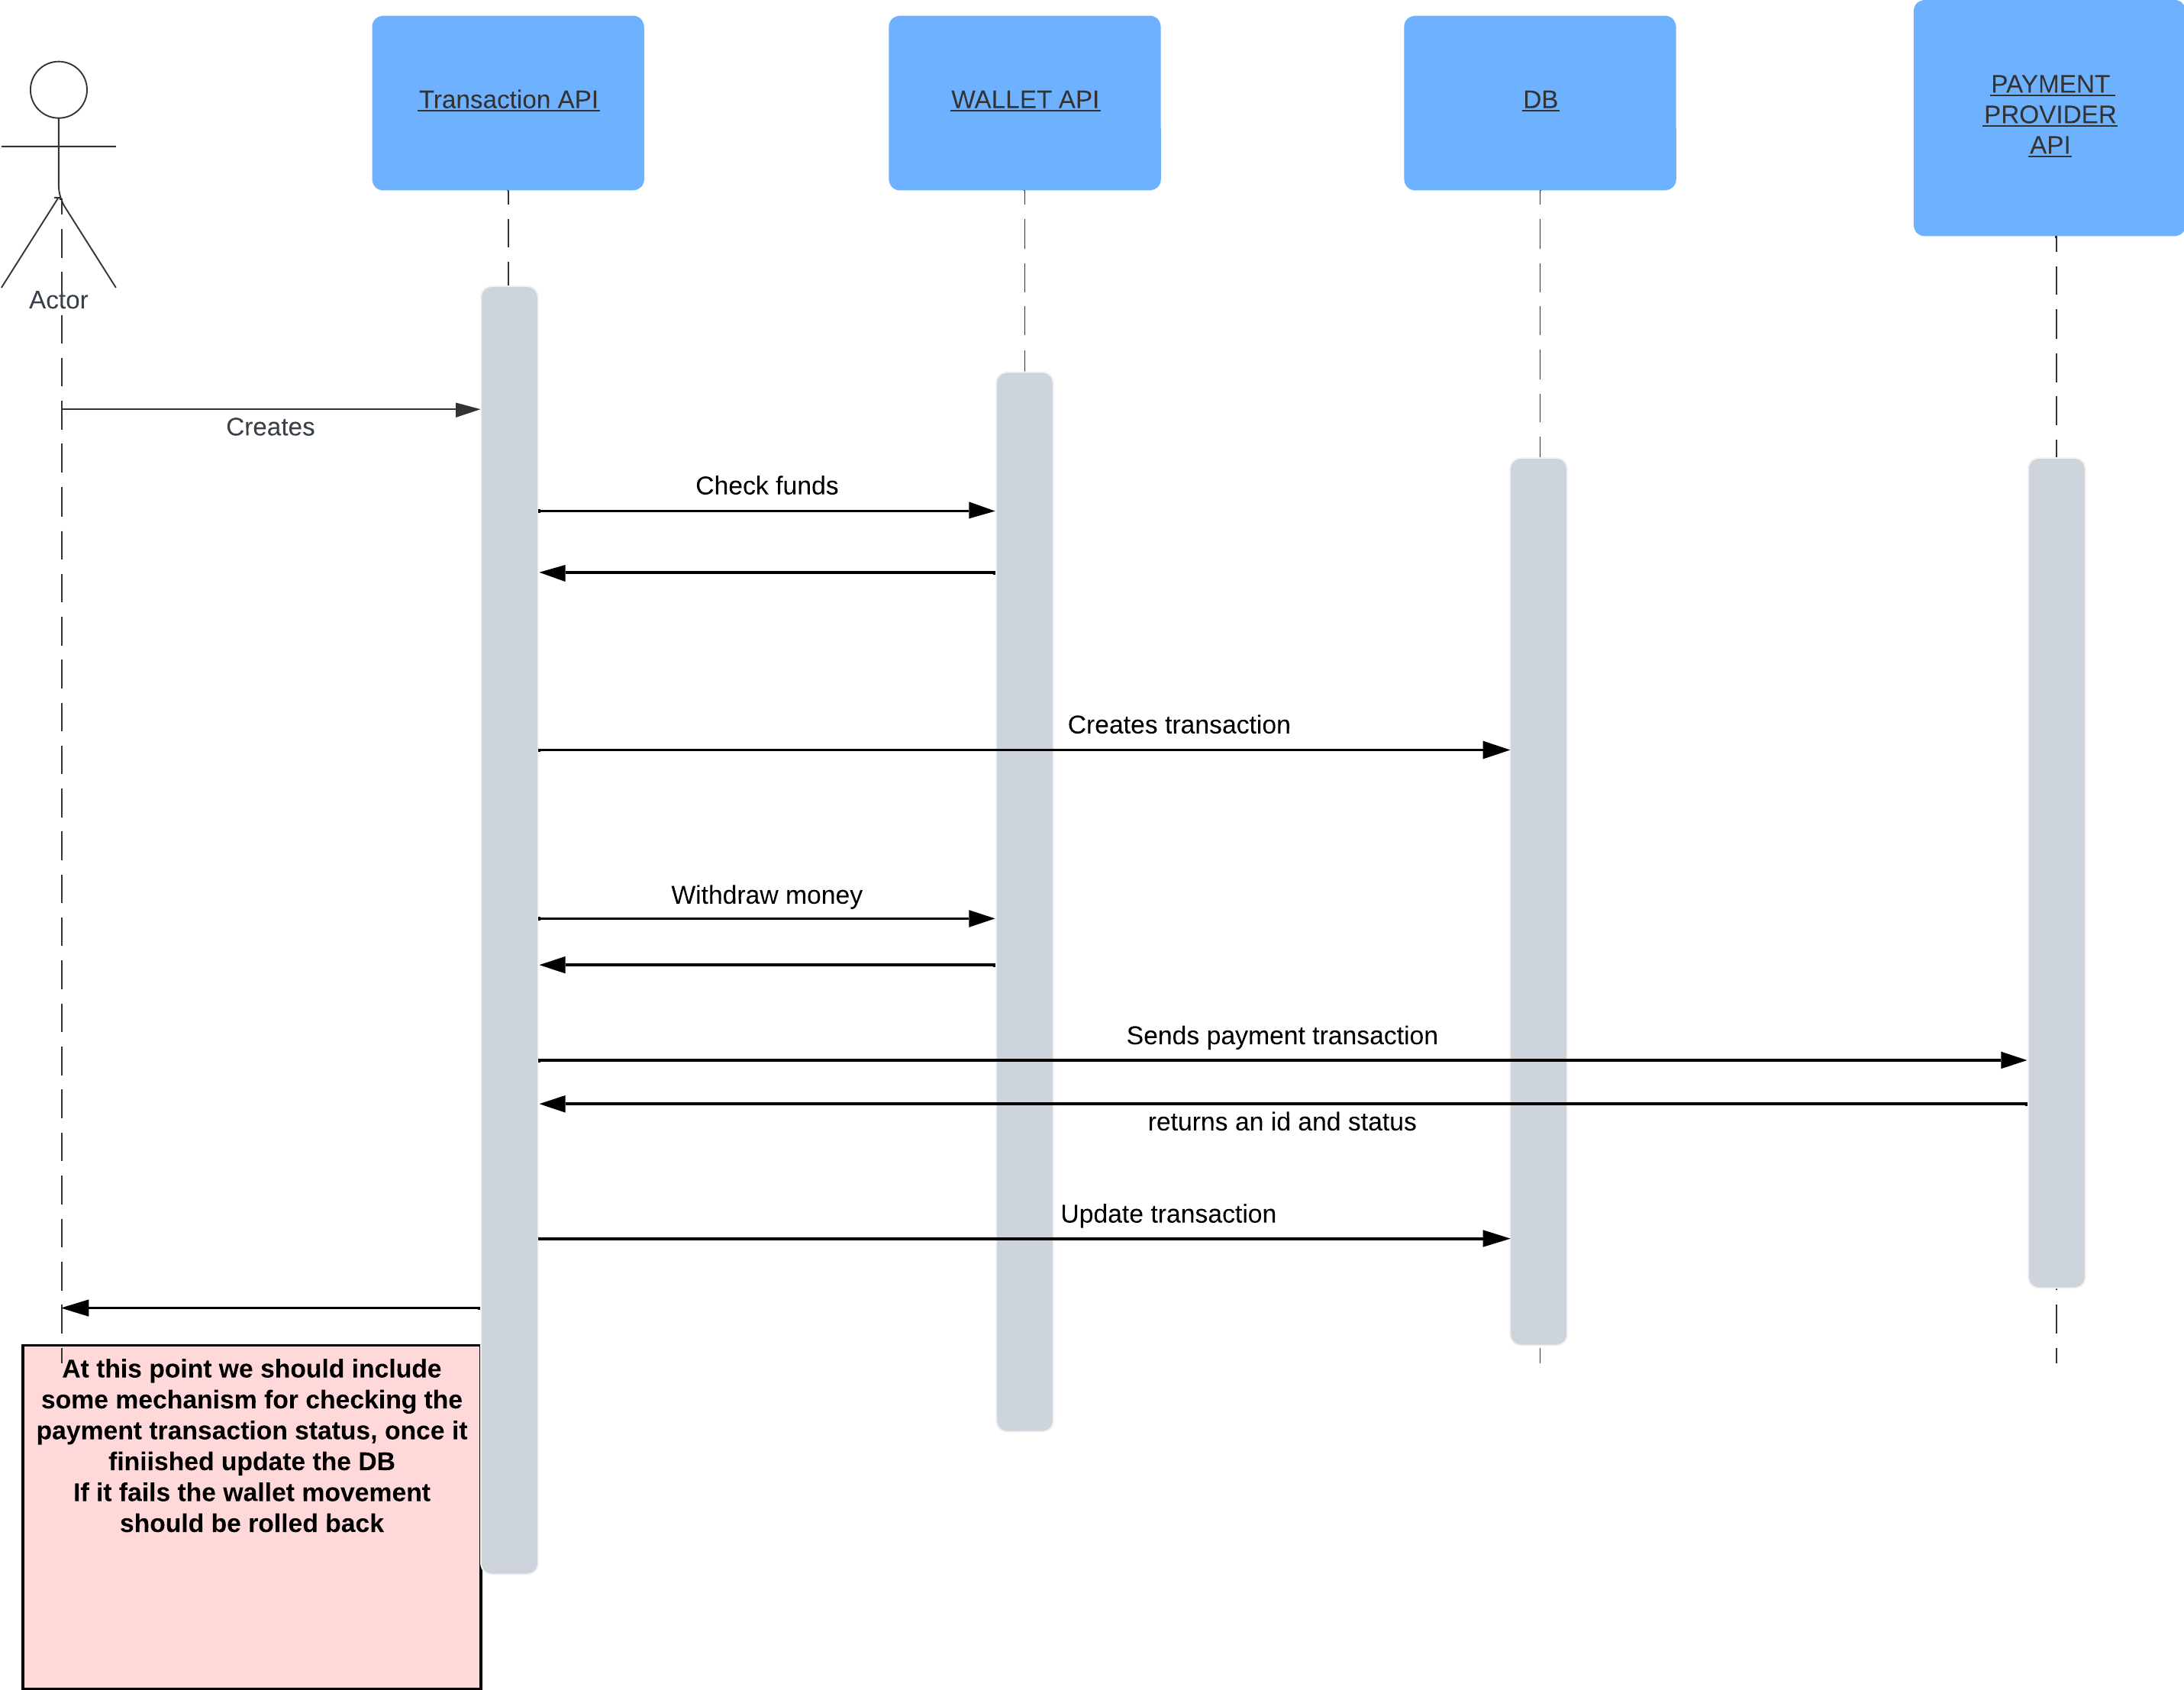 Transaction API
WALLET API
DB
PAYMENT
PROVIDER
API
Actor
Creates
Check funds
Creates transaction
Withdraw money
Sends payment transaction
returns an id and status
Update transaction
At this point we should include
some mechanism for checking the
payment transaction status, once it
finiished update the DB
If it fails the wallet movement
should be rolled back